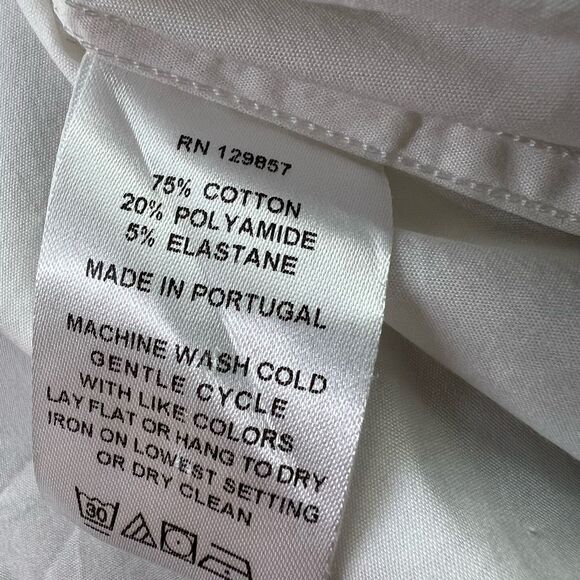 RN 129857
75% COTTON
20% POLYAMIDE
5% ELASTANE
MADE IN PORTUGAL
MACHINE WASH COLD
GENTLE CYCLE
WITH LIKE COLORS
LAY FLAT OR HANG TO DRY
IRON ON LOWEST SETTING
OR DRY CLEAN
30